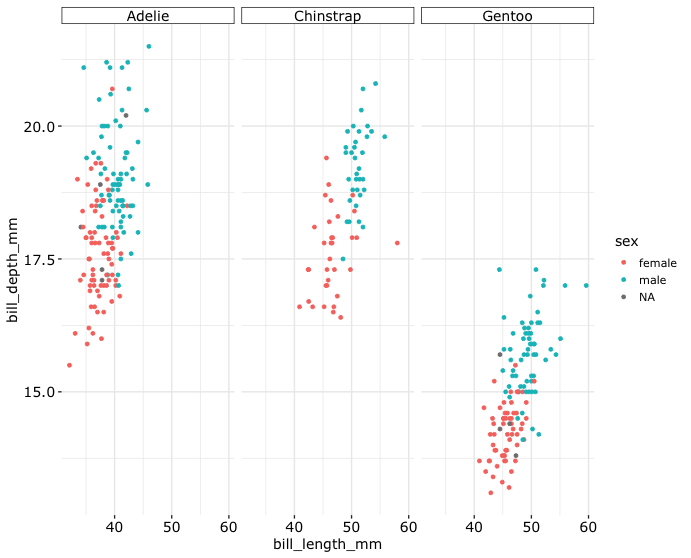 Adelie Chinstrap Gentoo
20.0
17.5
15.0
bill_depth_mm
40 50 60 40 50 60 40 50 60
bill_length_mm
sex
female
male
NA